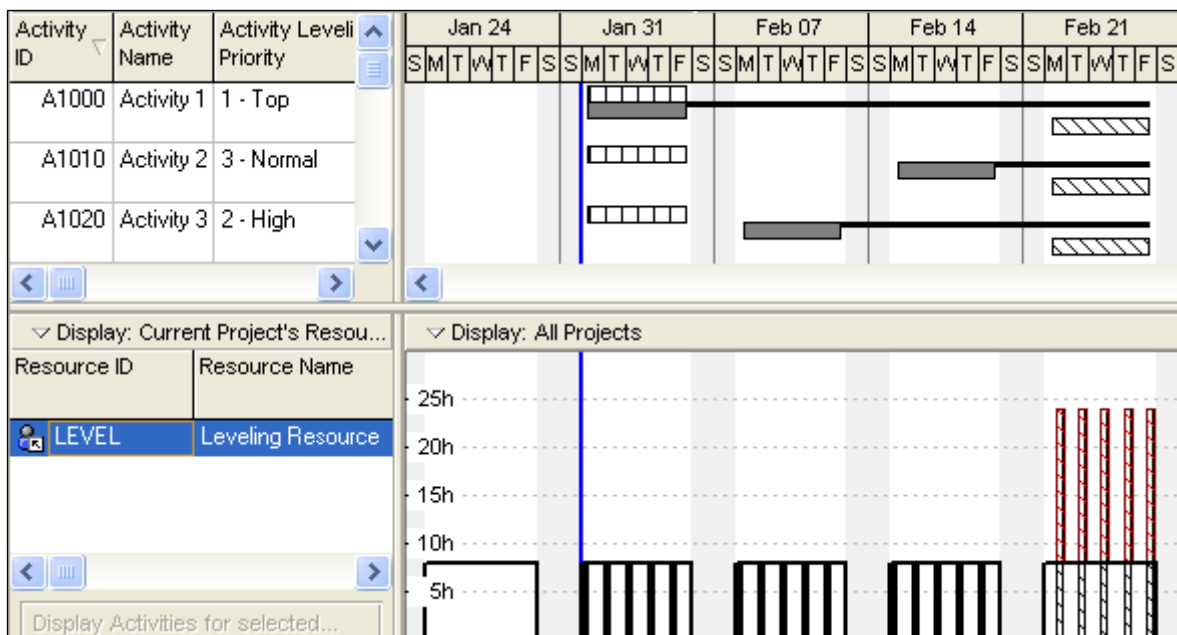 Activity ID Activity Name Activity Leveli Priority
Jan 24 Jan 31 Feb 07 Feb 14 Feb 21
S M T W T F S S M T W T F S S M T W T F S S M T W T F S S M T W T F S
A1000 Activity 1 1 - Top
A1010 Activity 2 3 - Normal
A1020 Activity 3 2 - High
Display: Current Project's Resou...
Display: All Projects
Resource ID Resource Name
LEVEL Leveling Resource
25h
20h
15h
10h
5h
Display Activities for selected...